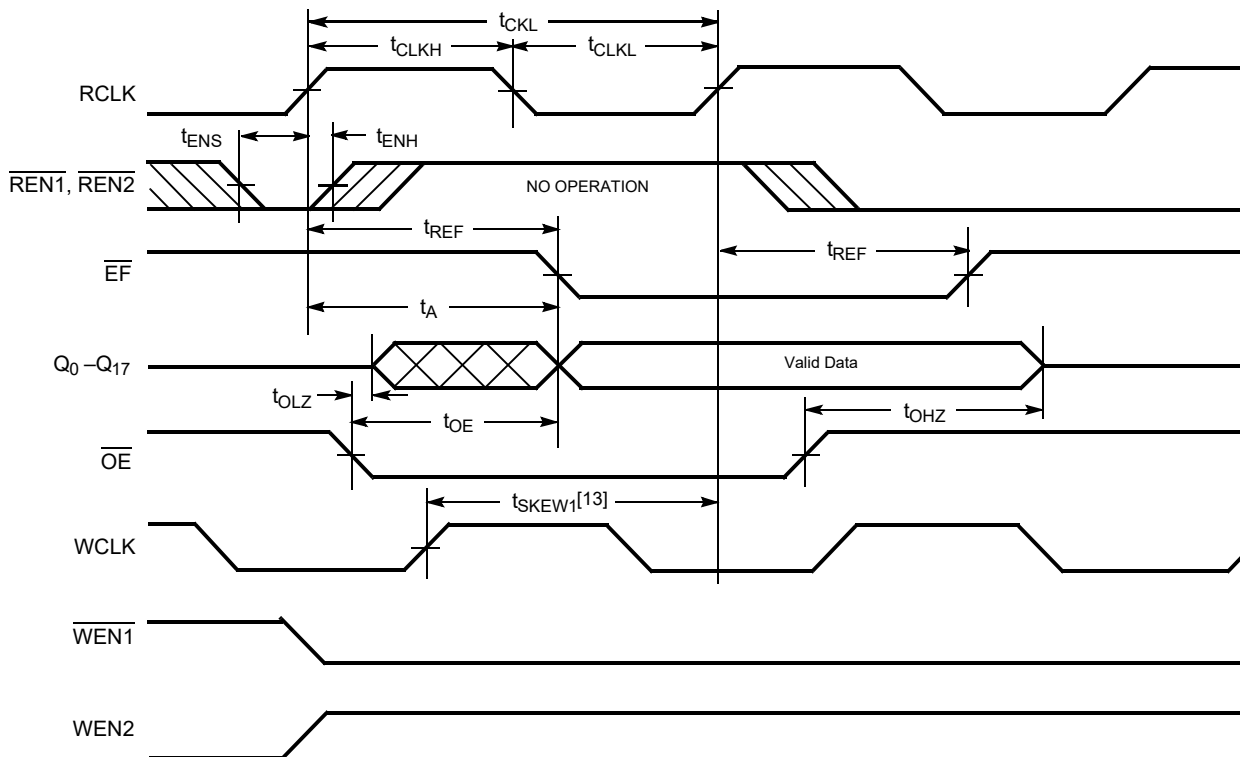 tCKL
tCLKH tCLKL
RCLK
tENS tENH
REN1, REN2
NO OPERATION
tREF
tREF
EF
tA
Q0 –Q17
Valid Data
tOLZ
tOE
tOHZ
OE
tSKEW1[13]
WCLK
WEN1
WEN2